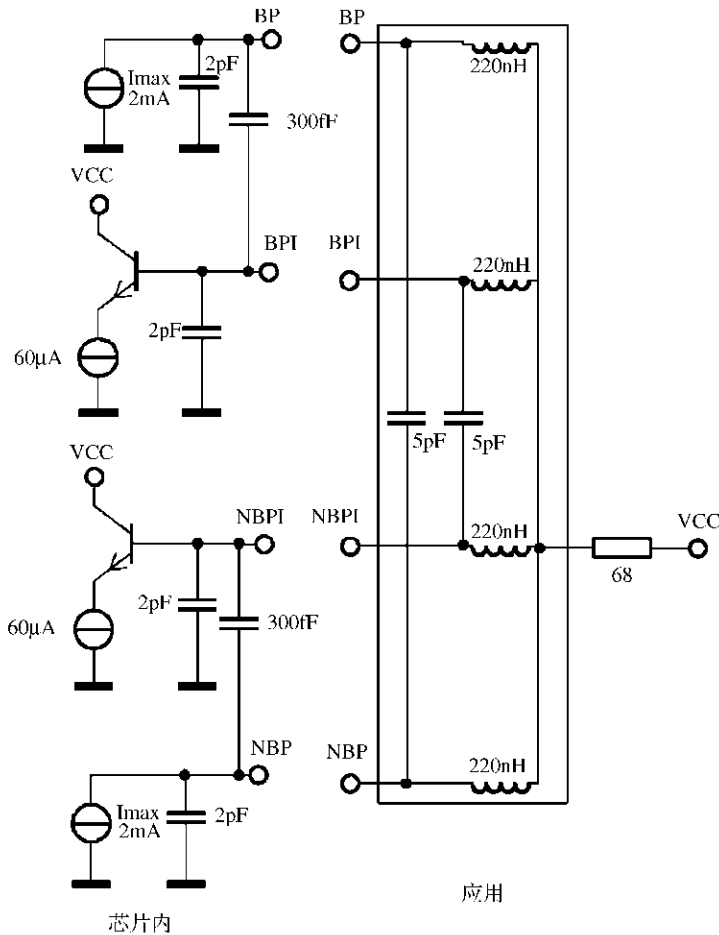 BP
BP
2pF
Imax
2mA
220nH
300fF
VCC
BPI
BPI
220nH
2pF
60μA
5pF
5pF
VCC
NBPI
NBPI
220nH
VCC
68
2pF
60μA
300fF
NBP
NBP
220nH
Imax
2mA
2pF
应用
芯片内